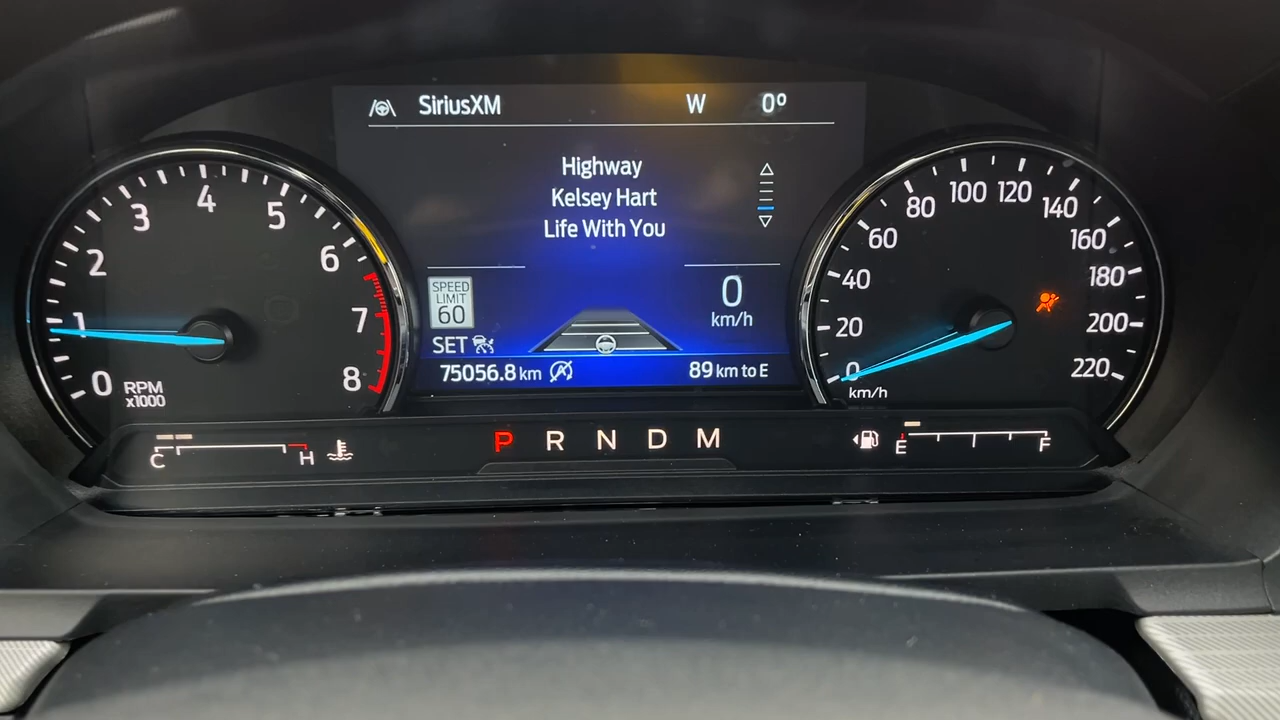 SiriusXM W 0°
Highway
Kelsey Hart
Life With You
SPEED
LIMIT
60
SET
0
km/h
75056.8 km
89 km to E
0 1 2 3 4 5 6 7 8
RPM
x1000
0 20 40 60 80 100 120 140 160 180 200 220
km/h
C H
P R N D M
E F